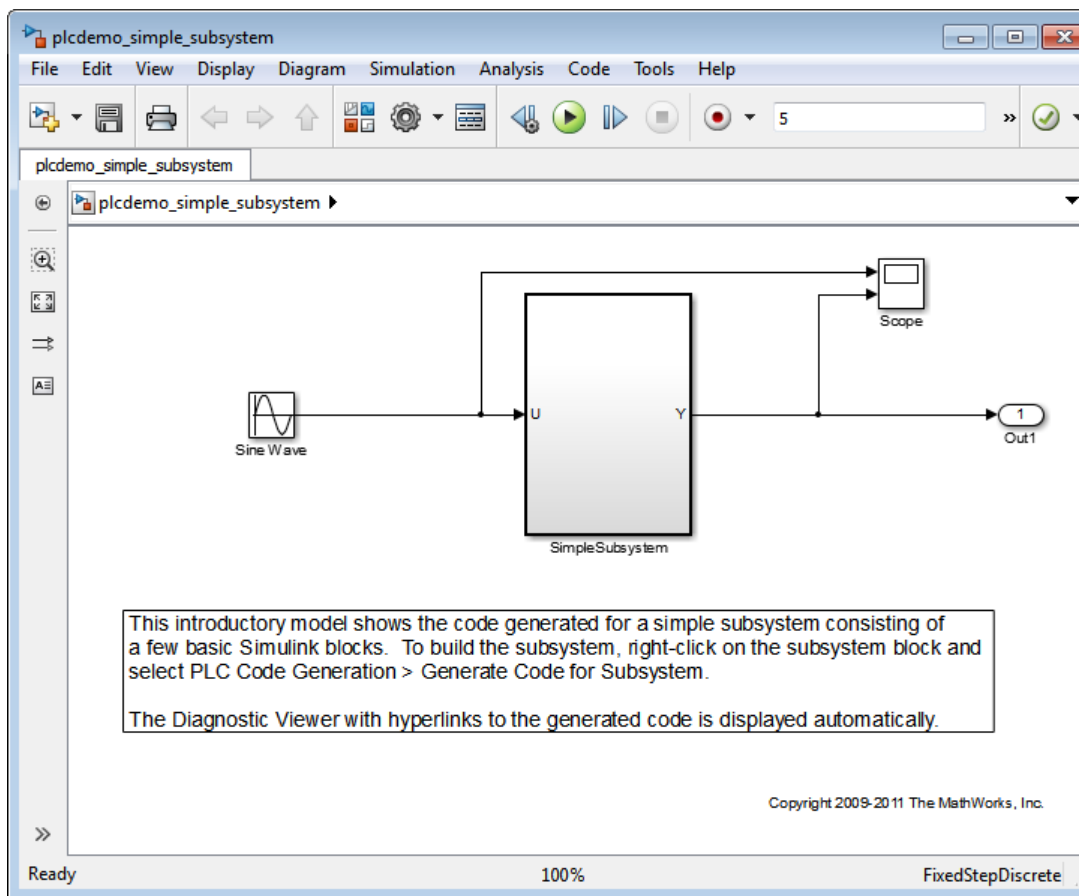 plcdemo_simple_subsystem
File Edit View Display Diagram Simulation Analysis Code Tools Help
5 »
plcdemo_simple_subsystem
plcdemo_simple_subsystem
Scope
U Y
1
Sine Wave
Out1
SimpleSubsystem
This introductory model shows the code generated for a simple subsystem consisting of
a few basic Simulink blocks. To build the subsystem, right-click on the subsystem block and
select PLC Code Generation > Generate Code for Subsystem.
The Diagnostic Viewer with hyperlinks to the generated code is displayed automatically.
Copyright 2009-2011 The MathWorks, Inc.
»
Ready 100% FixedStepDiscrete